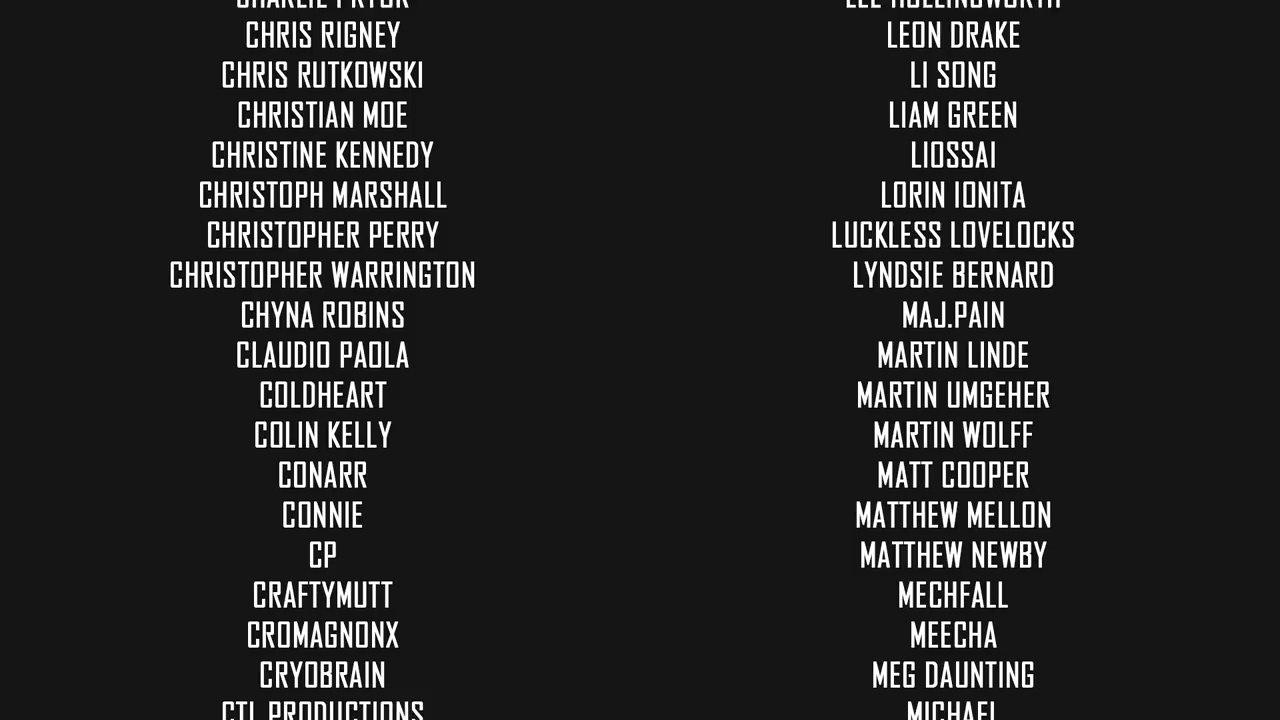 CHARLIE PRYOR
CHRIS RIGNEY
CHRIS RUTKOWSKI
CHRISTIAN MOE
CHRISTINE KENNEDY
CHRISTOPH MARSHALL
CHRISTOPHER PERRY
CHRISTOPHER WARRINGTON
CHYNA ROBINS
CLAUDIO PAOLA
COLDHEART
COLIN KELLY
CONARR
CONNIE
CP
CRAFTYMUTT
CROMAGNONX
CRYOBRAIN
CTL PRODUCTIONS
LEE HOLLINGWORTH
LEON DRAKE
LI SONG
LIAM GREEN
LIOSSAI
LORIN IONITA
LUCKLESS LOVELOCKS
LYNDSIE BERNARD
MAJ.PAIN
MARTIN LINDE
MARTIN UMGEHER
MARTIN WOLFF
MATT COOPER
MATTHEW MELLON
MATTHEW NEWBY
MECHFALL
MEECHA
MEG DAUNTING
MICHAEL